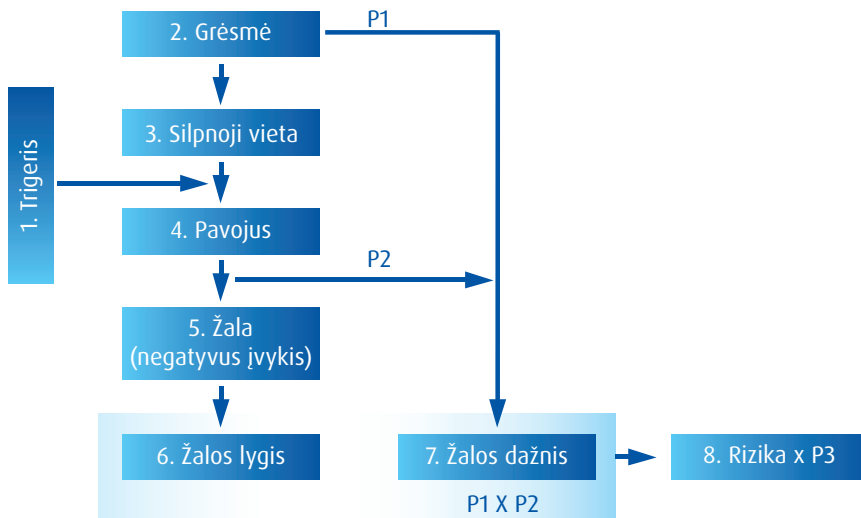 2. Grėsmė
P1
3. Silpnoji vieta
1. Trigeris
4. Pavojus
P2
5. Žala
(negatyvus įvykis)
6. Žalos lygis
7. Žalos dažnis
8. Rizika x P3
P1 X P2